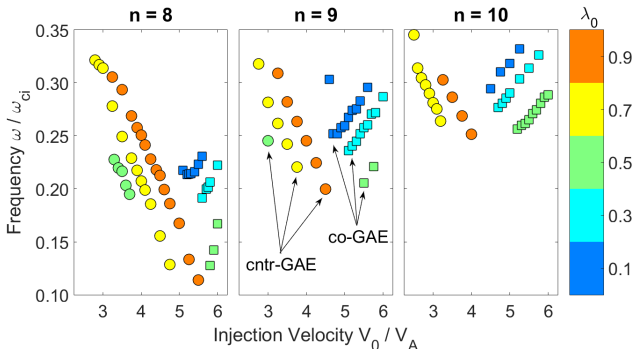 n = 8
n = 9
n = 10
λ₀
Frequency ω / ω_ci
0.35
0.30
0.25
0.20
0.15
0.10
cntr-GAE
co-GAE
0.9
0.7
0.5
0.3
0.1
3 4 5 6
3 4 5 6
3 4 5 6
Injection Velocity V₀ / V_A